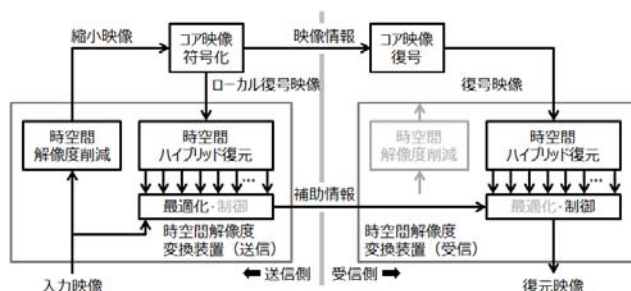 縮小映像
コア映像
符号化
映像情報
コア映像
復号
ローカル復号映像
復号映像
時空間
解像度削減
時空間
ハイブリッド復元
…
最適化・制御
補助情報
時空間解像度
変換装置（送信）
時空間
解像度削減
時空間
ハイブリッド復元
…
最適化・制御
時空間解像度
変換装置（受信）
入力映像
送信側
受信側
復元映像